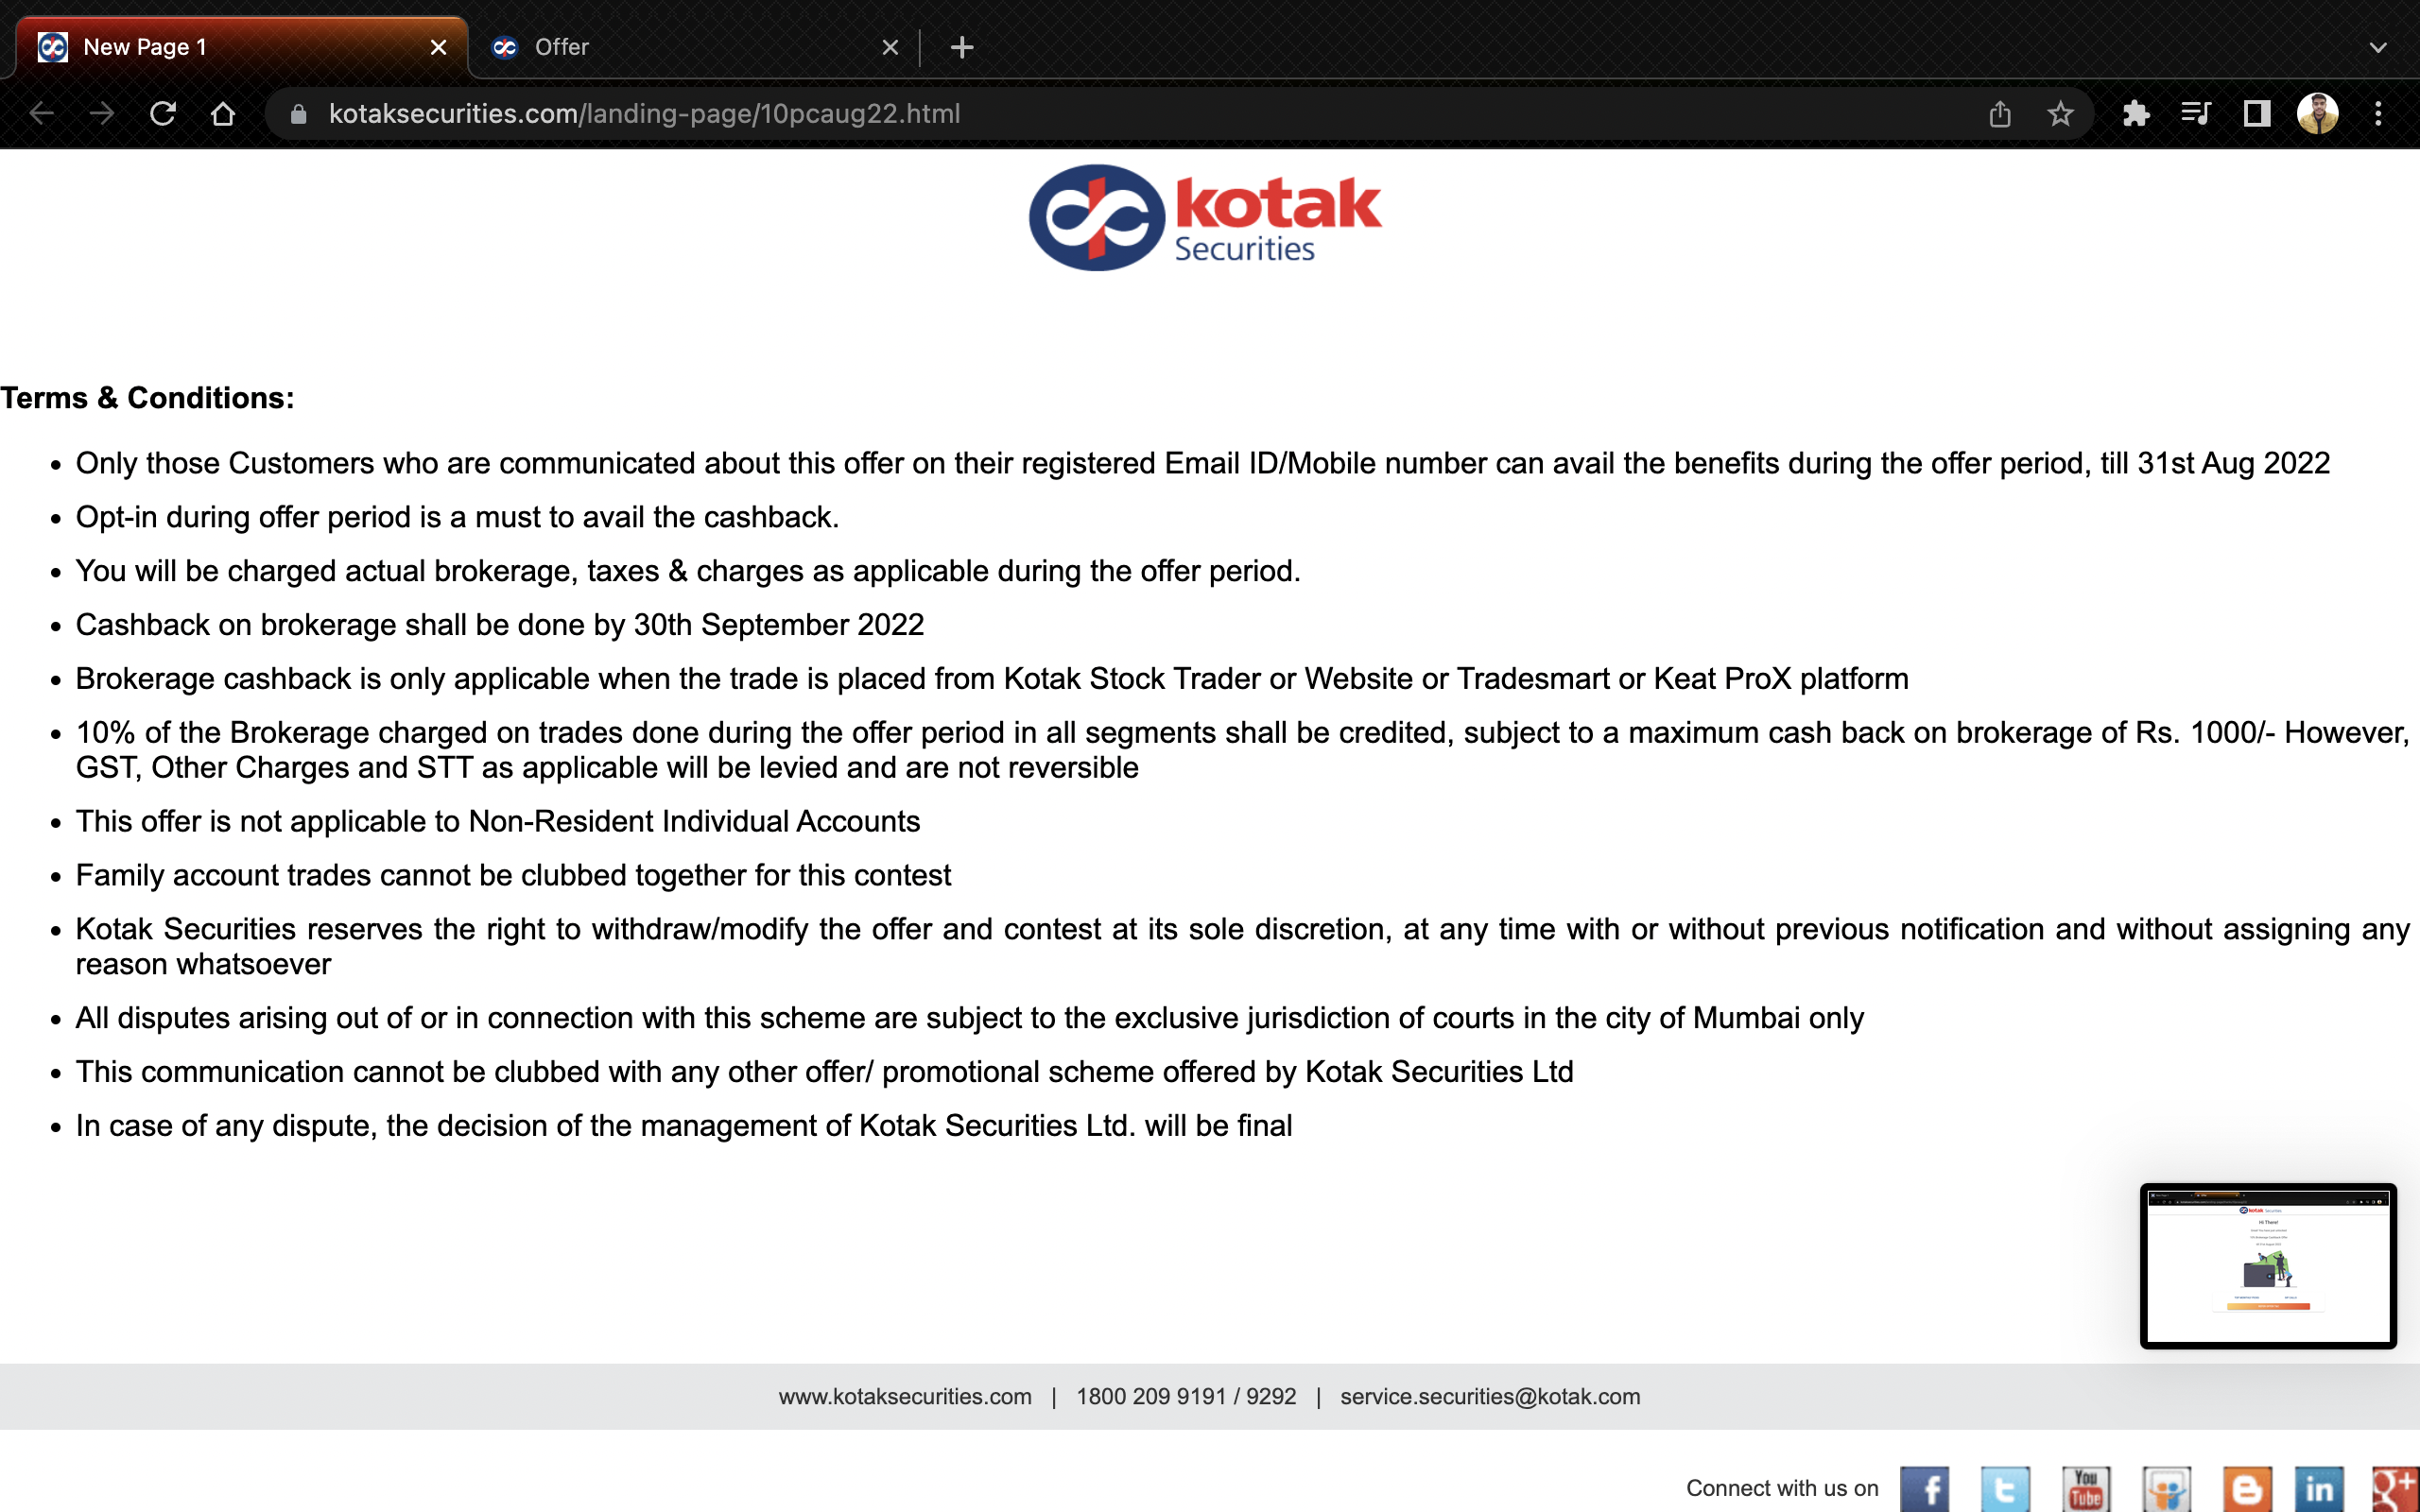 New Page 1
Offer
kotaksecurities.com/landing-page/10pcaug22.html
kotak
Securities
Terms & Conditions:
• Only those Customers who are communicated about this offer on their registered Email ID/Mobile number can avail the benefits during the offer period, till 31st Aug 2022
• Opt-in during offer period is a must to avail the cashback.
• You will be charged actual brokerage, taxes & charges as applicable during the offer period.
• Cashback on brokerage shall be done by 30th September 2022
• Brokerage cashback is only applicable when the trade is placed from Kotak Stock Trader or Website or Tradesmart or Keat ProX platform
• 10% of the Brokerage charged on trades done during the offer period in all segments shall be credited, subject to a maximum cash back on brokerage of Rs. 1000/- However,
GST, Other Charges and STT as applicable will be levied and are not reversible
• This offer is not applicable to Non-Resident Individual Accounts
• Family account trades cannot be clubbed together for this contest
• Kotak Securities reserves the right to withdraw/modify the offer and contest at its sole discretion, at any time with or without previous notification and without assigning any
reason whatsoever
• All disputes arising out of or in connection with this scheme are subject to the exclusive jurisdiction of courts in the city of Mumbai only
• This communication cannot be clubbed with any other offer/ promotional scheme offered by Kotak Securities Ltd
• In case of any dispute, the decision of the management of Kotak Securities Ltd. will be final
kotak Securities
Hi There!
www.kotaksecurities.com | 1800 209 9191 / 9292 | service.securities@kotak.com
Connect with us on
f
t
You
Tube
in
g+